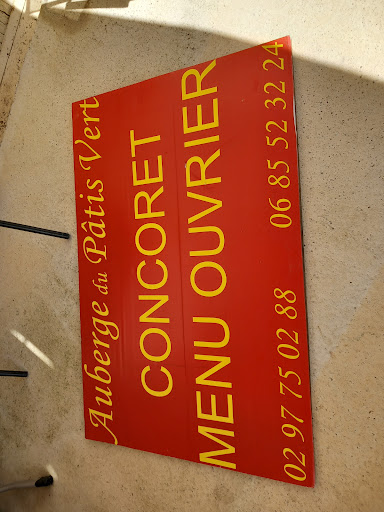 Auberge du Pâtis Vert
CONCORET
MENU OUVRIER
02 97 75 02 88 06 85 52 32 24